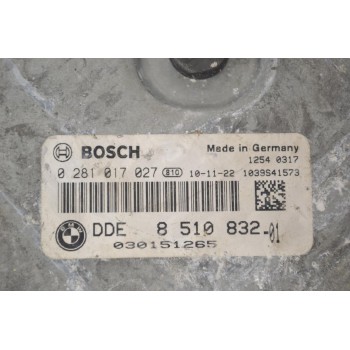 BOSCH
Made in Germany
1254 0317
0 281 017 027 B10 10-11-22 1039S41573
DDE 8 510 832-01
030151265